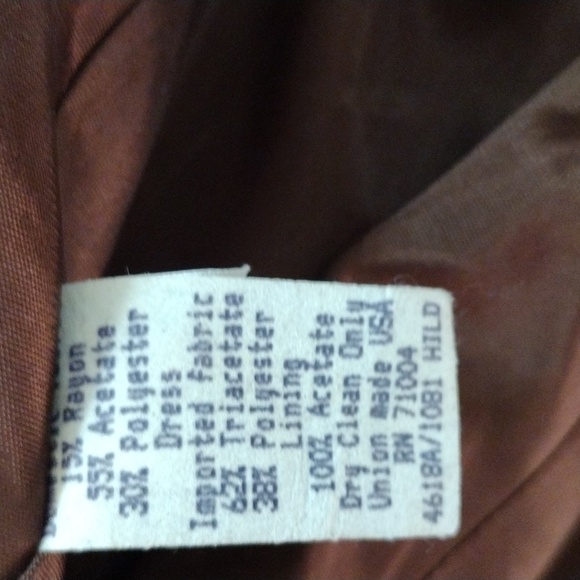 15% Rayon
55% Acetate
30% Polyester
Dress
Imported Fabric
62% Triacetate
38% Polyester
Lining
100% Acetate
Dry Clean Only
Union Made USA
RN 71004
4618A/1081 HILD